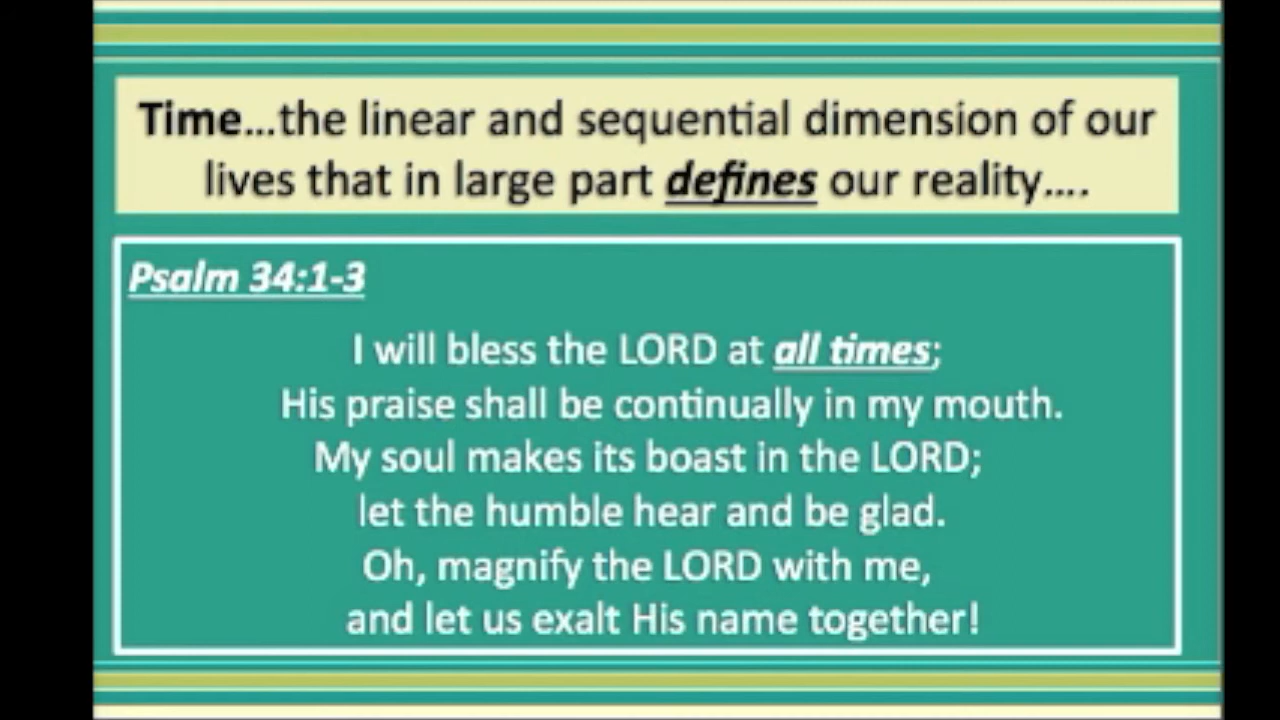 Time...the linear and sequential dimension of our
lives that in large part defines our reality....
Psalm 34:1-3
I will bless the LORD at all times;
His praise shall be continually in my mouth.
My soul makes its boast in the LORD;
let the humble hear and be glad.
Oh, magnify the LORD with me,
and let us exalt His name together!